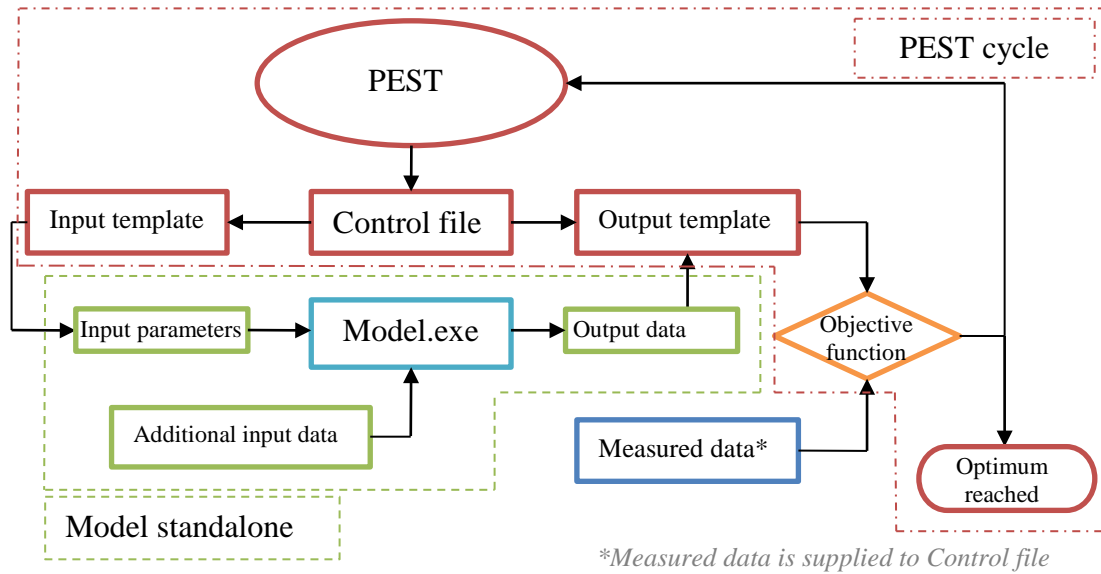 PEST cycle
PEST
Input template
Control file
Output template
Input parameters
Model.exe
Output data
Objective
function
Additional input data
Measured data*
Optimum
reached
Model standalone
*Measured data is supplied to Control file